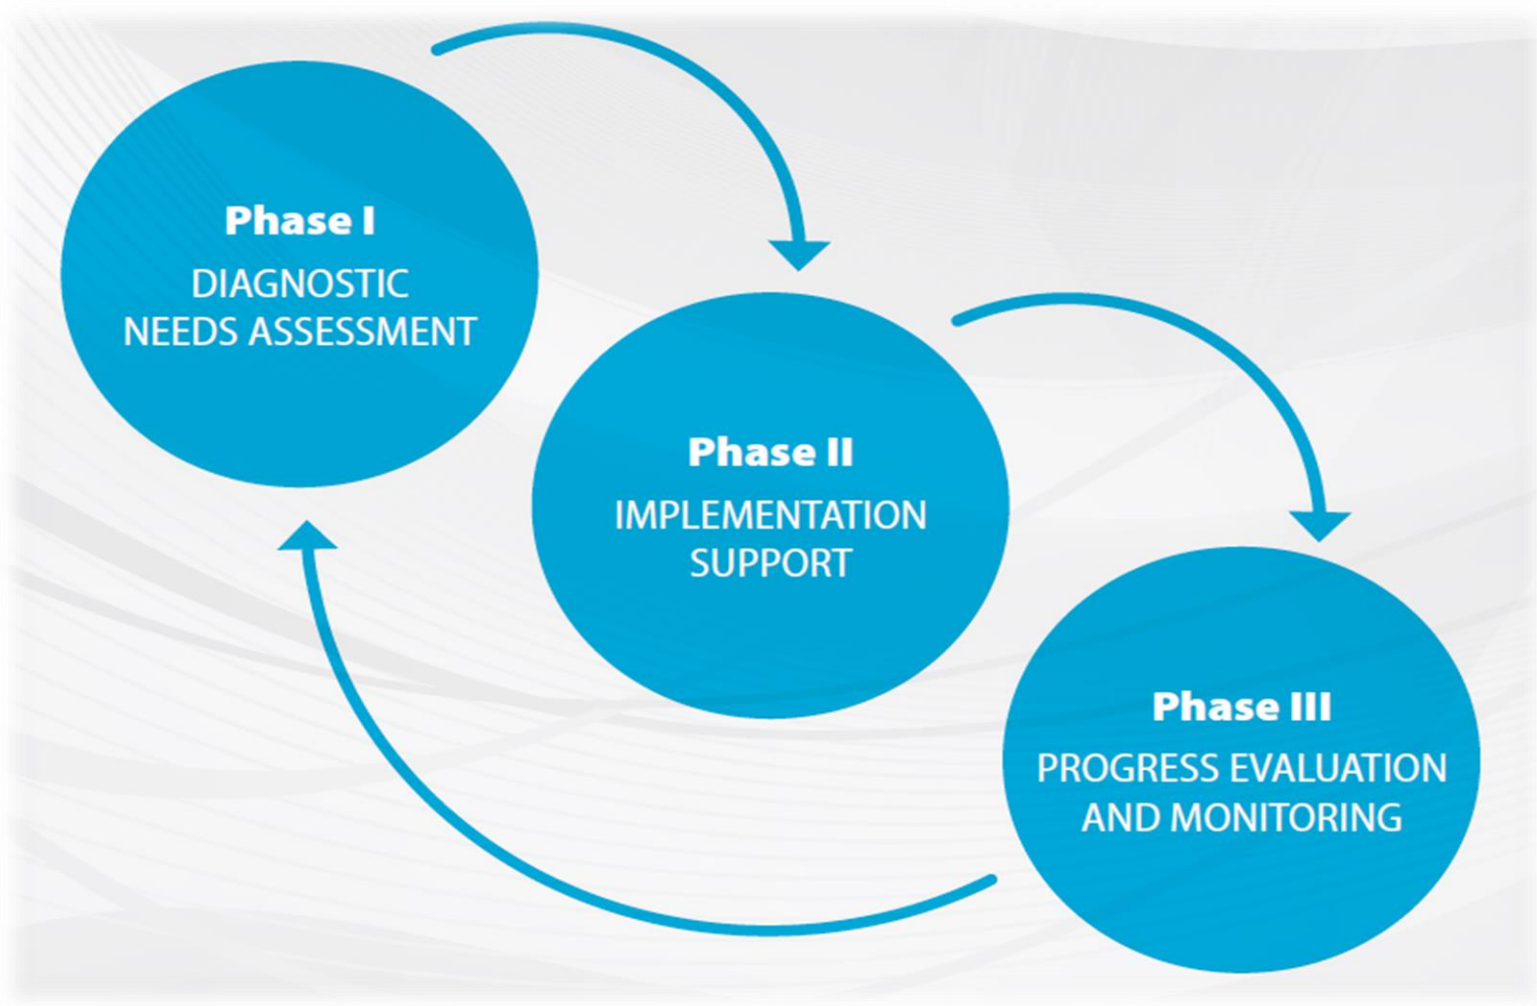 Phase I
DIAGNOSTIC
NEEDS ASSESSMENT
Phase II
IMPLEMENTATION
SUPPORT
Phase III
PROGRESS EVALUATION
AND MONITORING